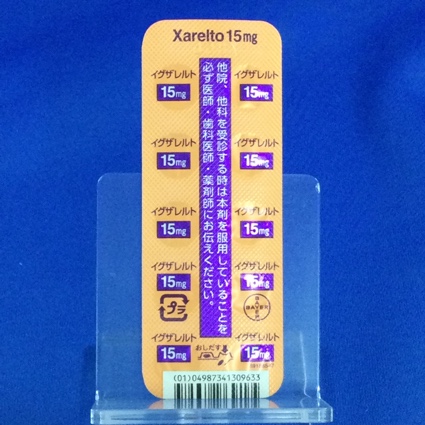 Xarelto 15mg
イグザレルト
15mg
イグザレルト
15mg
イグザレルト
15mg
イグザレルト
15mg
イグザレルト
15mg
イグザレルト
15mg
イグザレルト
15mg
イグザレルト
15mg
イグザレルト
15mg
イグザレルト
15mg
他院、他科を受診する時は本剤を服用していることを
必ず医師・歯科医師・薬剤師にお伝えください。
プラ
BAYER
BAYER
おしだす
(01)04987341309633